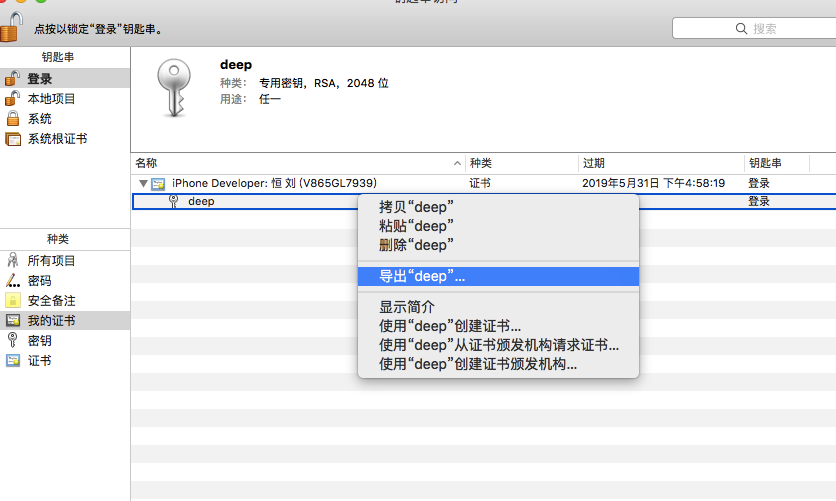 点按以锁定“登录”钥匙串。
搜索
钥匙串
登录
本地项目
系统
系统根证书
deep
种类： 专用密钥，RSA，2048 位
用途： 任一
名称 种类 过期 钥匙串
iPhone Developer: 恒 刘 (V865GL7939) 证书 2019年5月31日 下午4:58:19 登录
deep 登录
拷贝“deep”
粘贴“deep”
删除“deep”
导出“deep”...
显示简介
使用“deep”创建证书...
使用“deep”从证书颁发机构请求证书...
使用“deep”创建证书颁发机构...
种类
所有项目
密码
安全备注
我的证书
密钥
证书